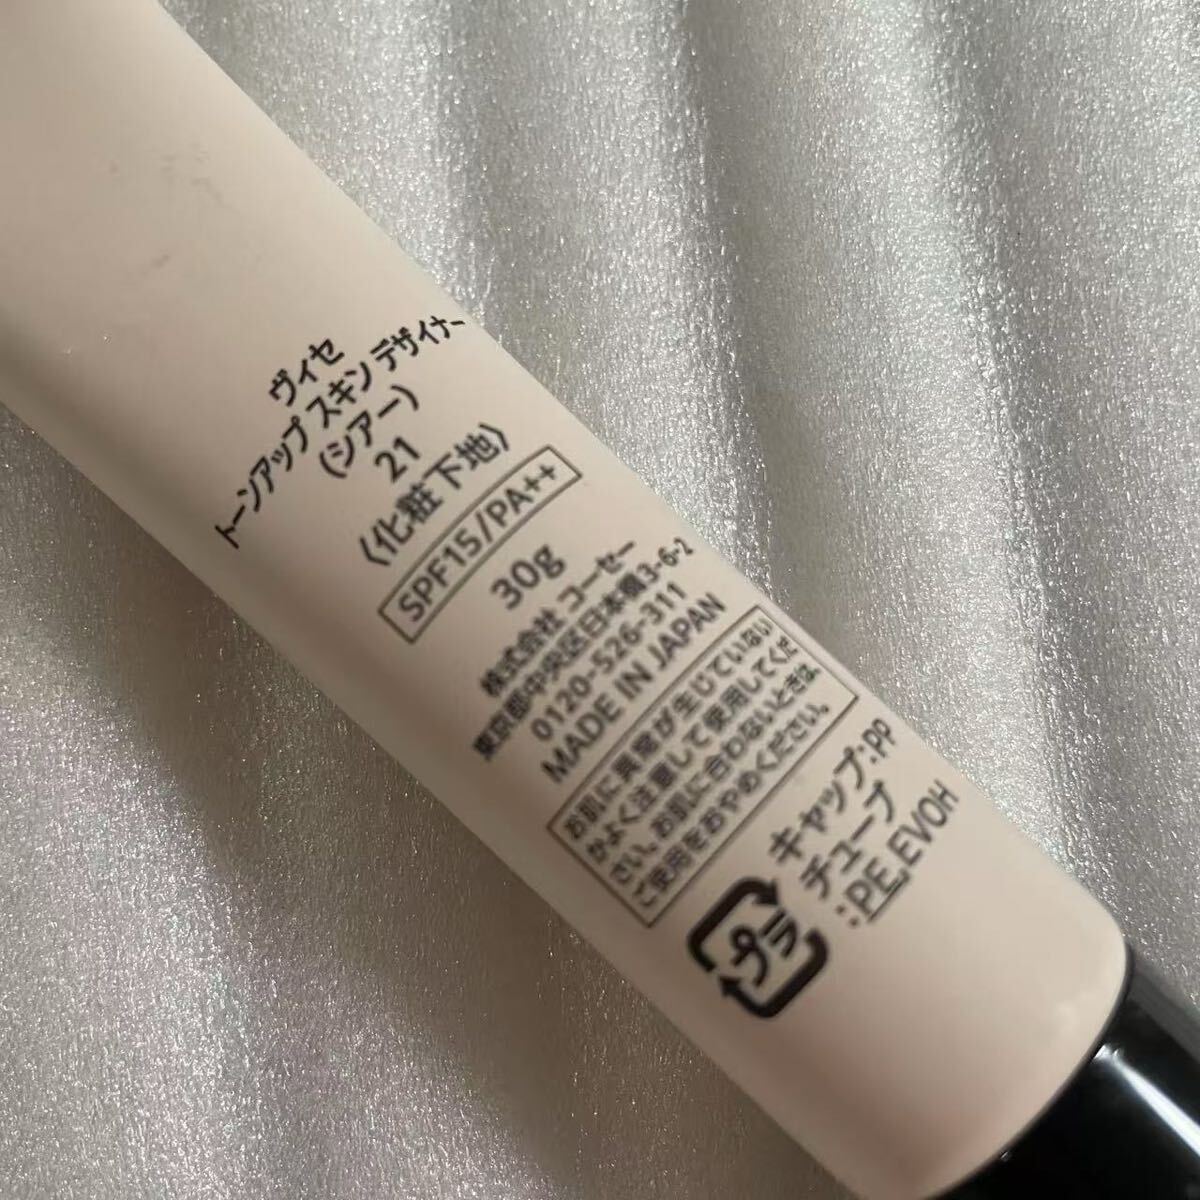 ヴィセ
トーンアップ スキン デザイナー
(シアー)
21
〈化粧下地〉
SPF15/PA++
30g
株式会社 コーセー
東京都中央区日本橋3-6-2
0120-526-311
MADE IN JAPAN
お肌に異常が生じていない
かよく注意して使用してくだ
さい。お肌に合わないときは、
ご使用をおやめください。
プラ
キャップ:PP
チューブ
:PE,EVOH